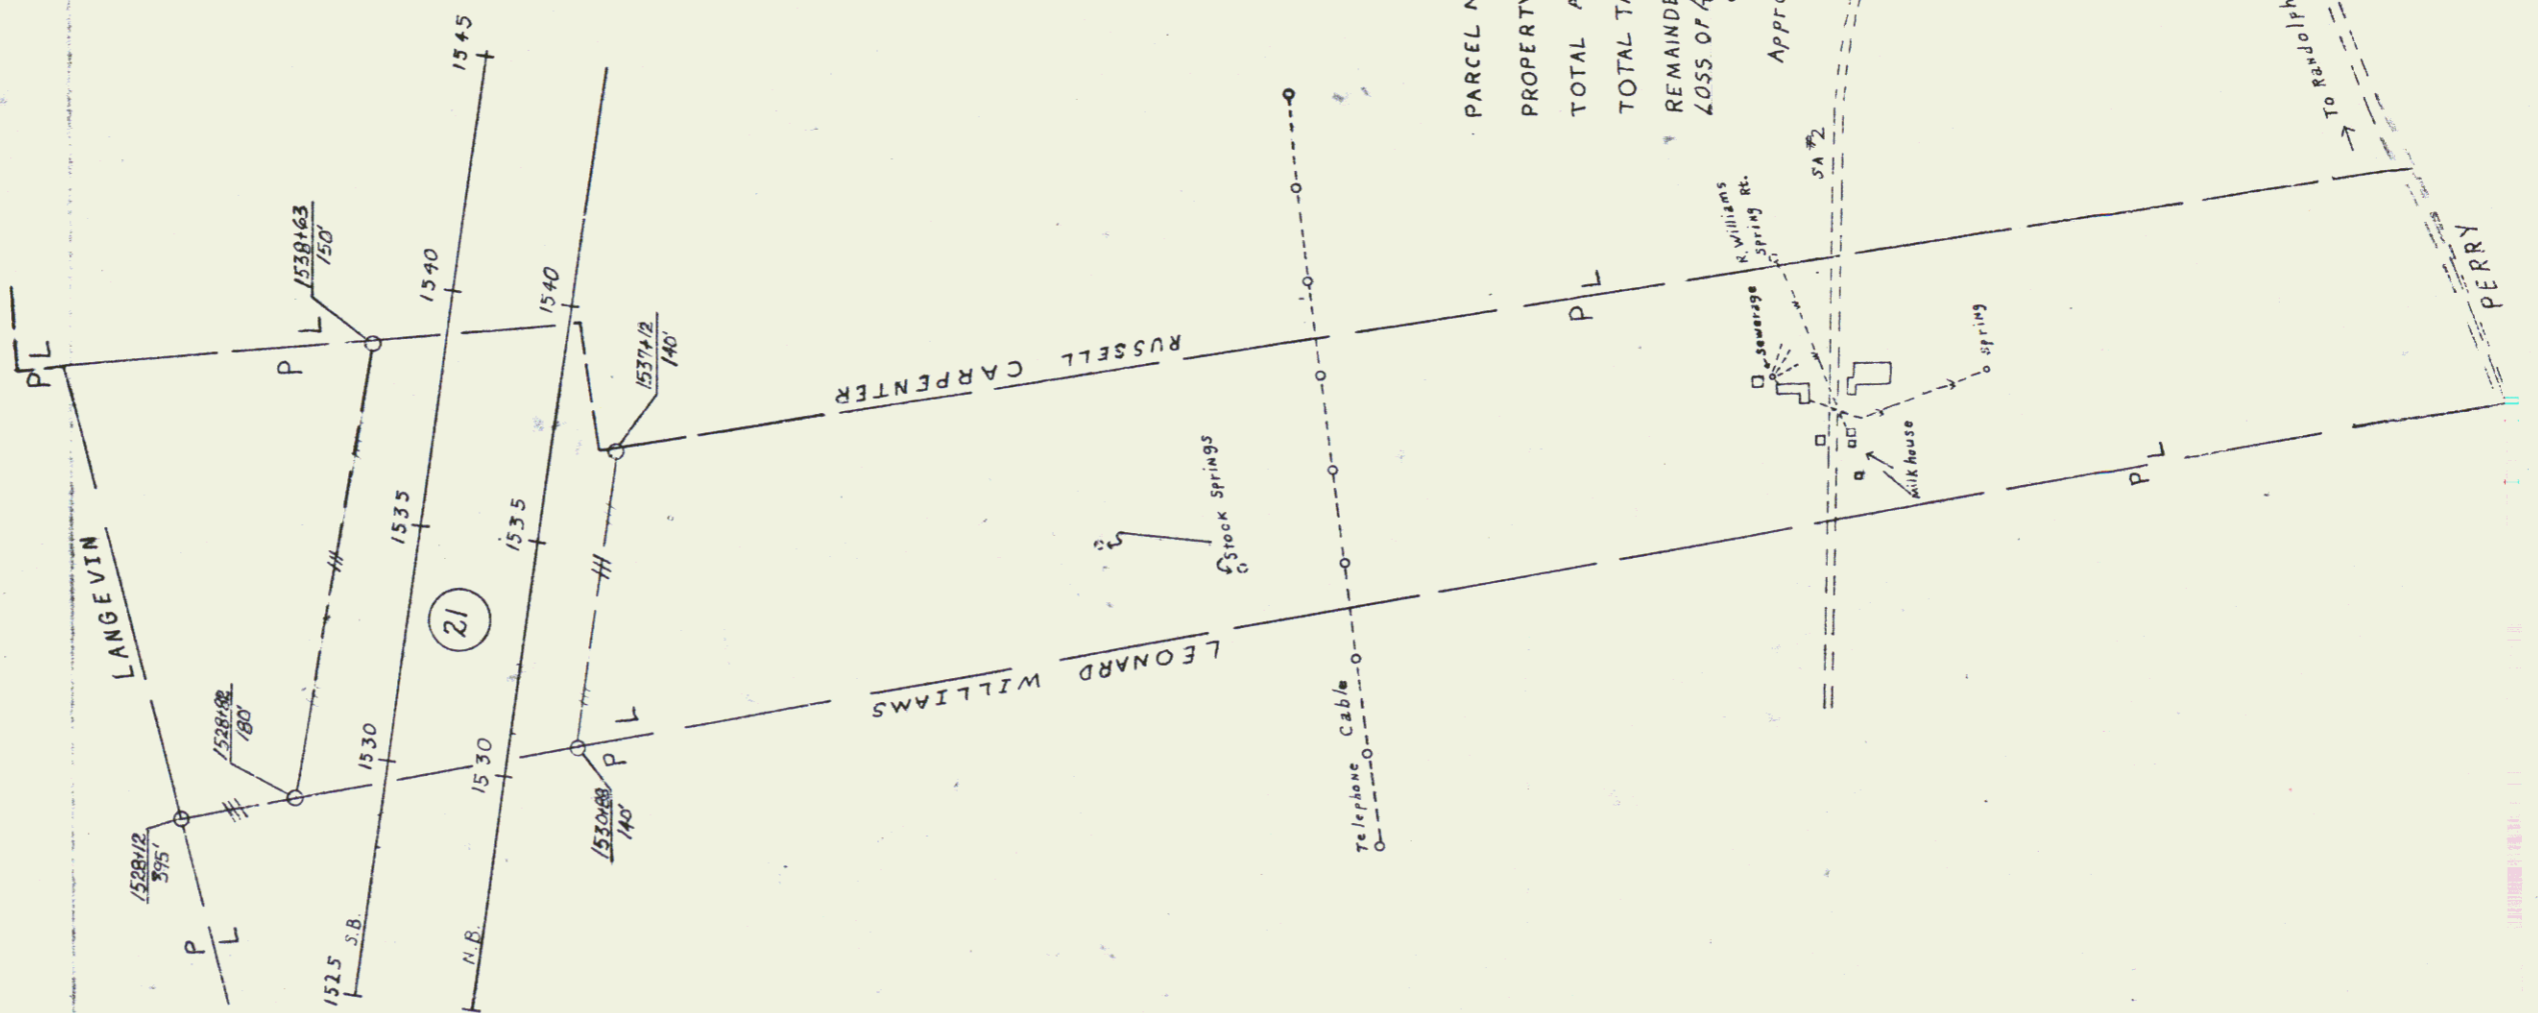 P L
LANGEVIN
P L
1538+63
150'
1528+12
395'
1528+82
180'
P L
1525 S.B. 1530 1535 1540 1545
21
N.B. 1530 1535 1540
1537+12
140'
P L
140'
RUSSELL CARPENTER
LEONARD WILLIAMS
Stock springs
Telephone Cable
P L
PARCEL
PROPERTY
TOTAL
TOTAL
LOSS OF
R. Williams
spring Rt.
sewerage
SA #2
Milk house
spring
P L
→ TO Randolph
PERRY